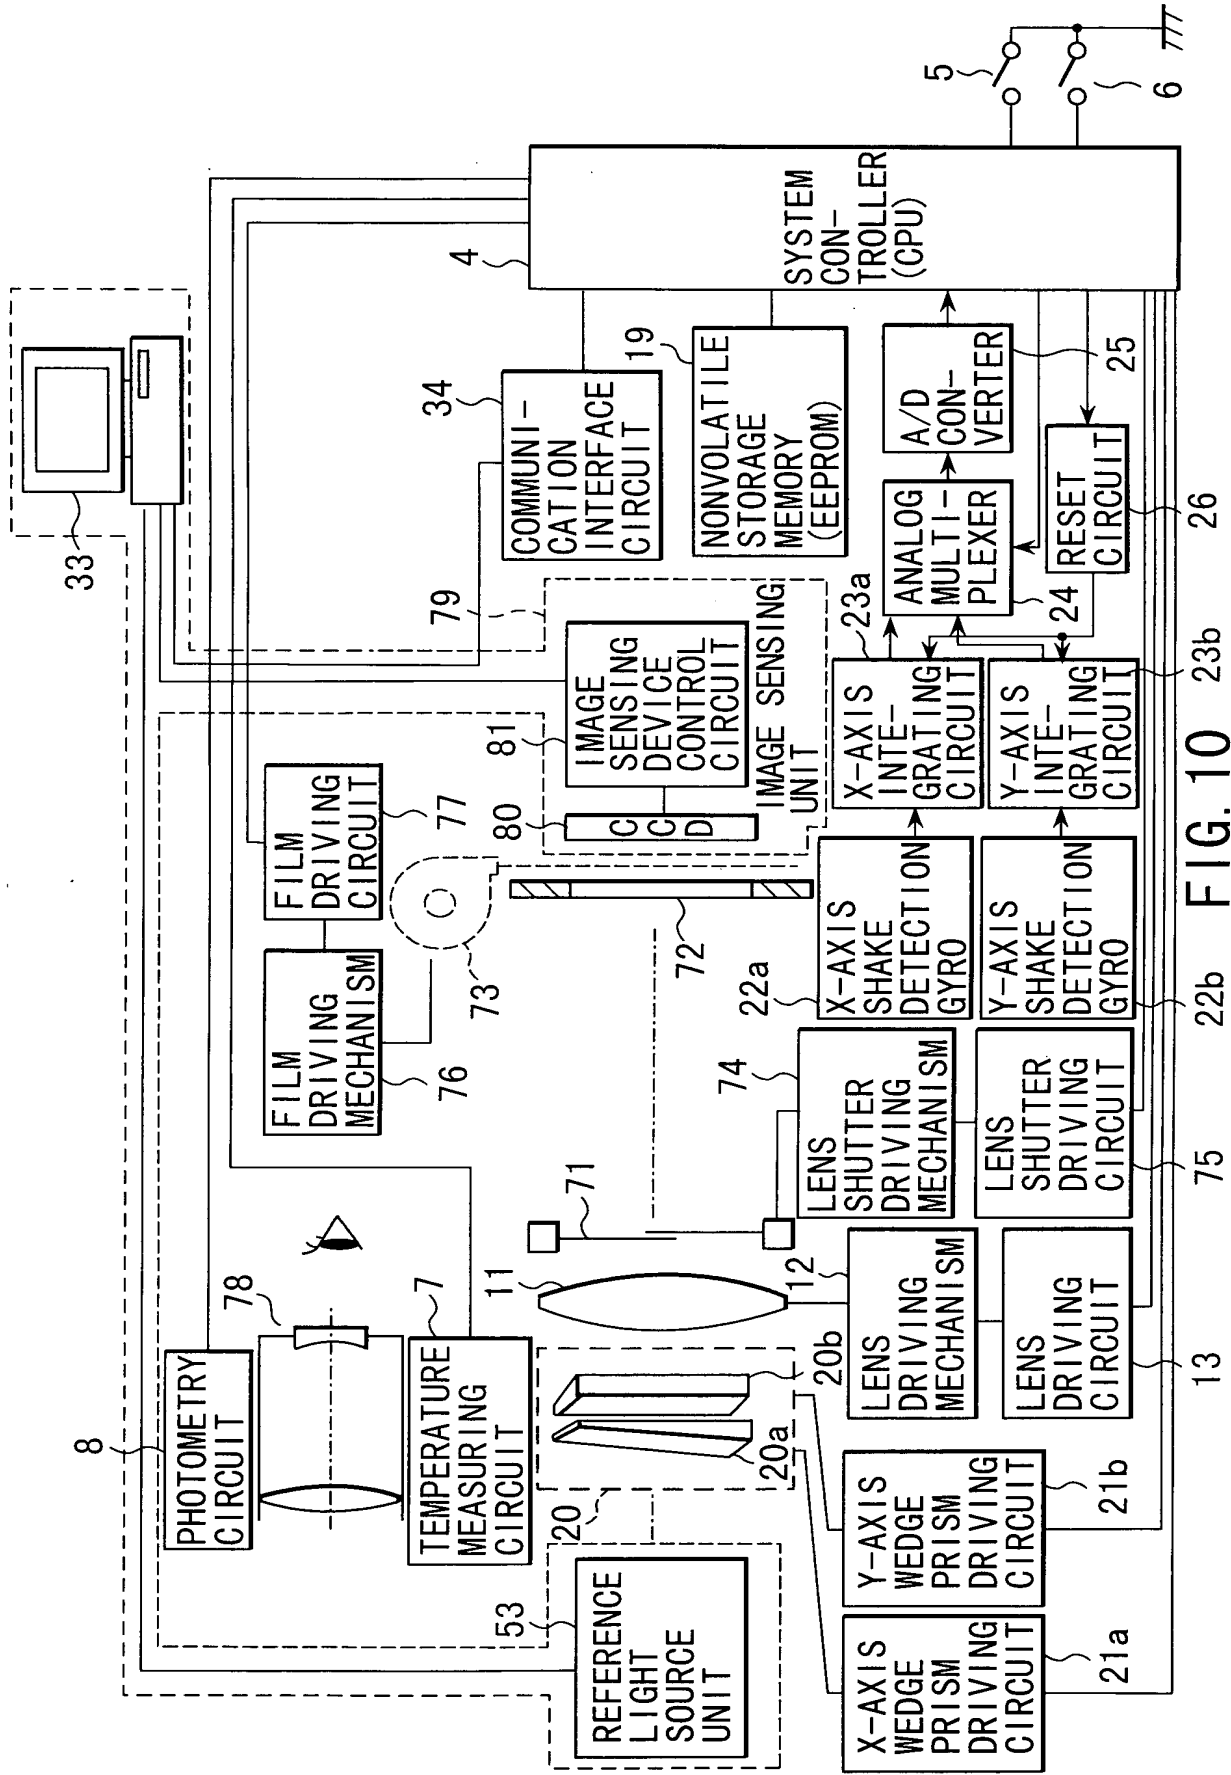 33
8
PHOTOMETRY
CIRCUIT
78
7
TEMPERATURE
MEASURING
CIRCUIT
53
REFERENCE
LIGHT
SOURCE
UNIT
20
20a
20b
11
71
12
LENS
DRIVING
MECHANISM
LENS
DRIVING
CIRCUIT
13
X-AXIS
WEDGE
PRISM
DRIVING
CIRCUIT
21a
Y-AXIS
WEDGE
PRISM
DRIVING
CIRCUIT
21b
74
LENS
SHUTTER
DRIVING
MECHANISM
LENS
SHUTTER
DRIVING
CIRCUIT
75
FILM
DRIVING
MECHANISM
76
FILM
DRIVING
CIRCUIT
77
73
72
79
80
CCD
81
IMAGE
SENSING
DEVICE
CONTROL
CIRCUIT
IMAGE SENSING
UNIT
22a
X-AXIS
SHAKE
DETECTION
GYRO
Y-AXIS
SHAKE
DETECTION
GYRO
22b
23a
X-AXIS
INTE-
GRATING
CIRCUIT
Y-AXIS
INTE-
GRATING
CIRCUIT
23b
34
COMMUNI-
CATION
INTERFACE
CIRCUIT
19
NONVOLATILE
STORAGE
MEMORY
(EEPROM)
ANALOG
MULTI-
PLEXER
24
A/D
CON-
VERTER
25
RESET
CIRCUIT
26
4
SYSTEM
CON-
TROLLER
(CPU)
5
6
FIG. 10